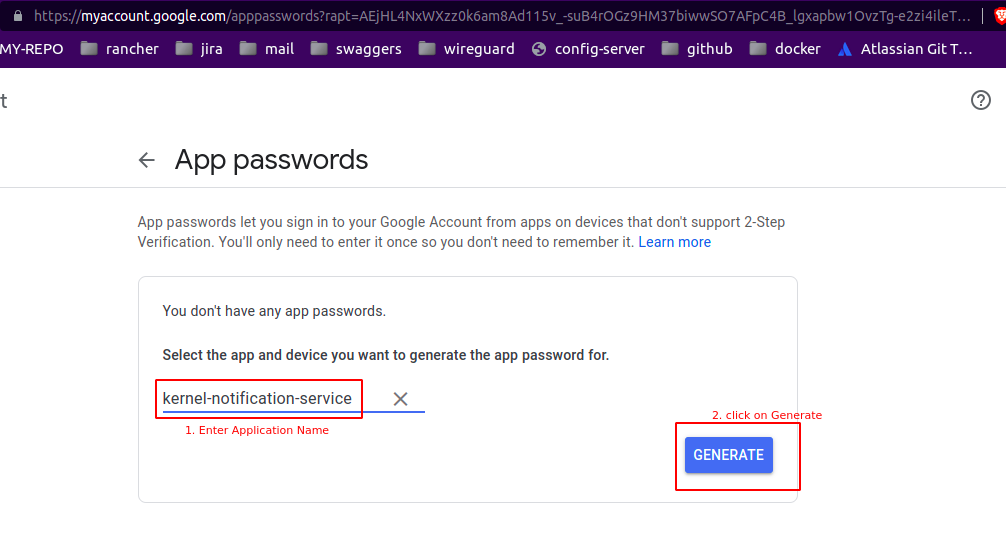 https://myaccount.google.com/apppasswords?rapt=AEjHL4NxWXzz0k6am8Ad115v_-suB4rOGz9HM37biwwSO7AFpC4B_lgxapbw1OvzTg-e2zi4ileT…
MY-REPO rancher jira mail swaggers wireguard config-server github docker Atlassian Git T…
t
App passwords
App passwords let you sign in to your Google Account from apps on devices that don't support 2-Step
Verification. You'll only need to enter it once so you don't need to remember it. Learn more
You don't have any app passwords.
Select the app and device you want to generate the app password for.
kernel-notification-service
1. Enter Application Name
2. click on Generate
GENERATE